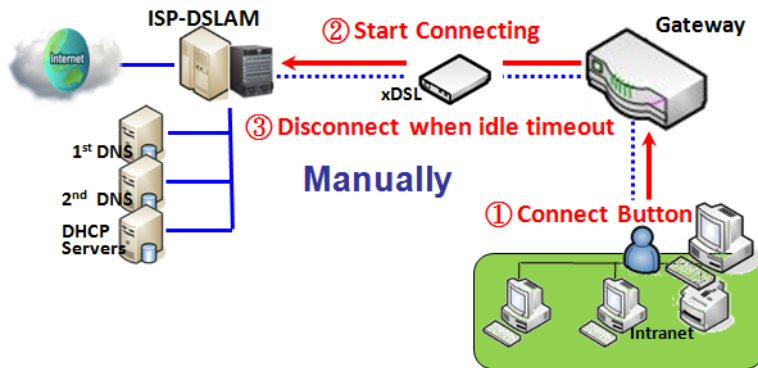 ISP-DSLAM
② Start Connecting
Gateway
Internet
xDSL
③ Disconnect when idle timeout
1st DNS
Manually
2nd DNS
① Connect Button
DHCP
Servers
Intranet